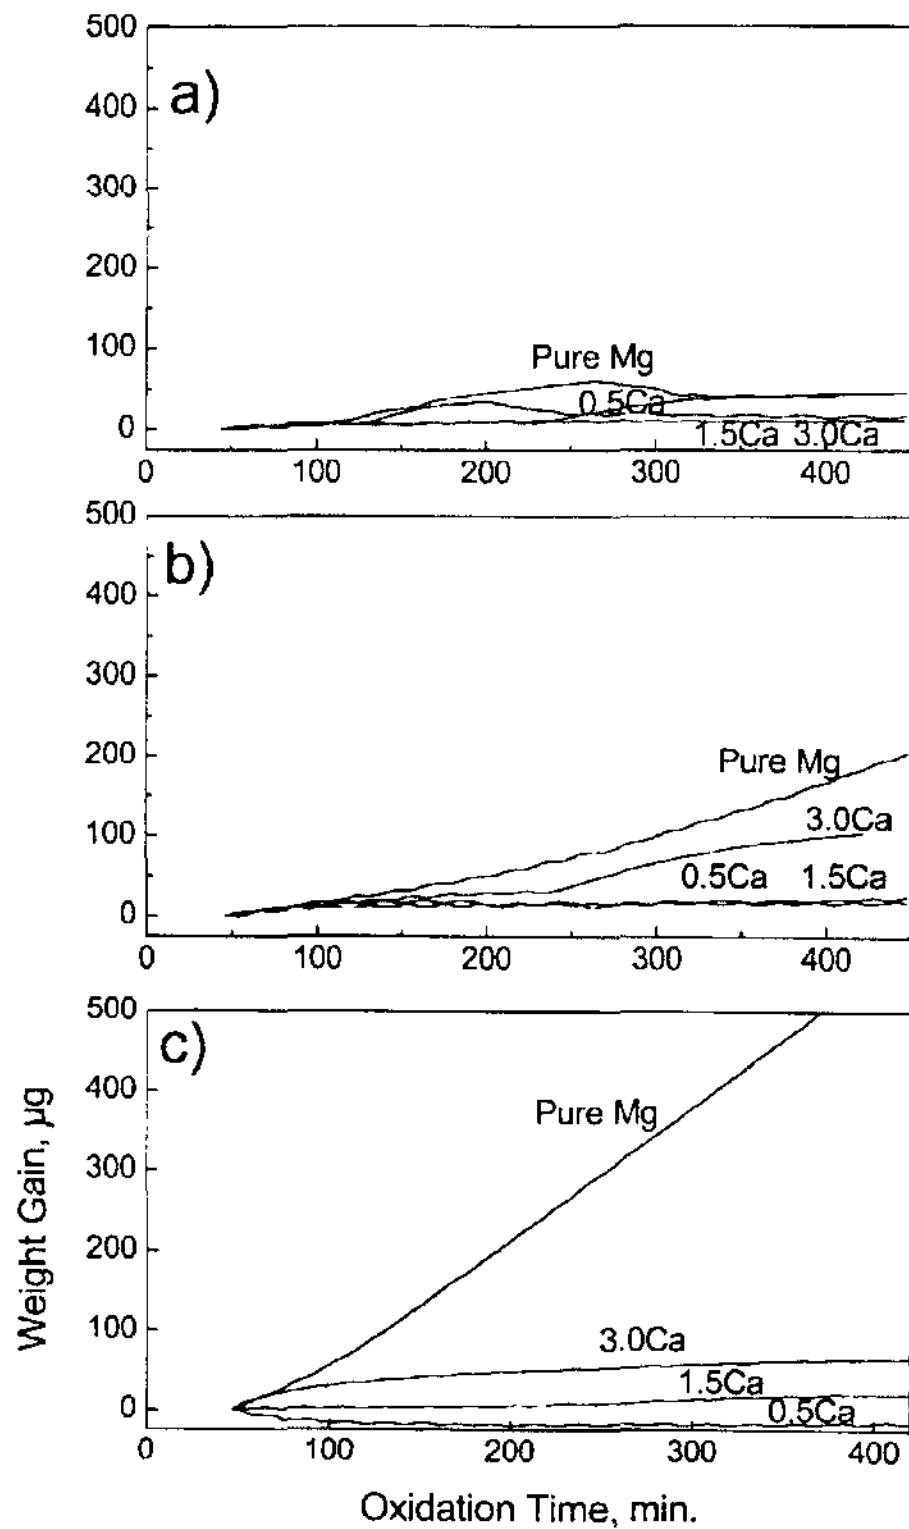 500
a)
400
300
200
100
Pure Mg
0.5Ca
0
1.5Ca 3.0Ca
0 100 200 300 400
500
b)
400
300
200
Pure Mg
100
3.0Ca
0.5Ca 1.5Ca
0
0 100 200 300 400
500
c)
400
Pure Mg
300
200
100
3.0Ca
1.5Ca
0
0.5Ca
0 100 200 300 400
Weight Gain, µg
Oxidation Time, min.